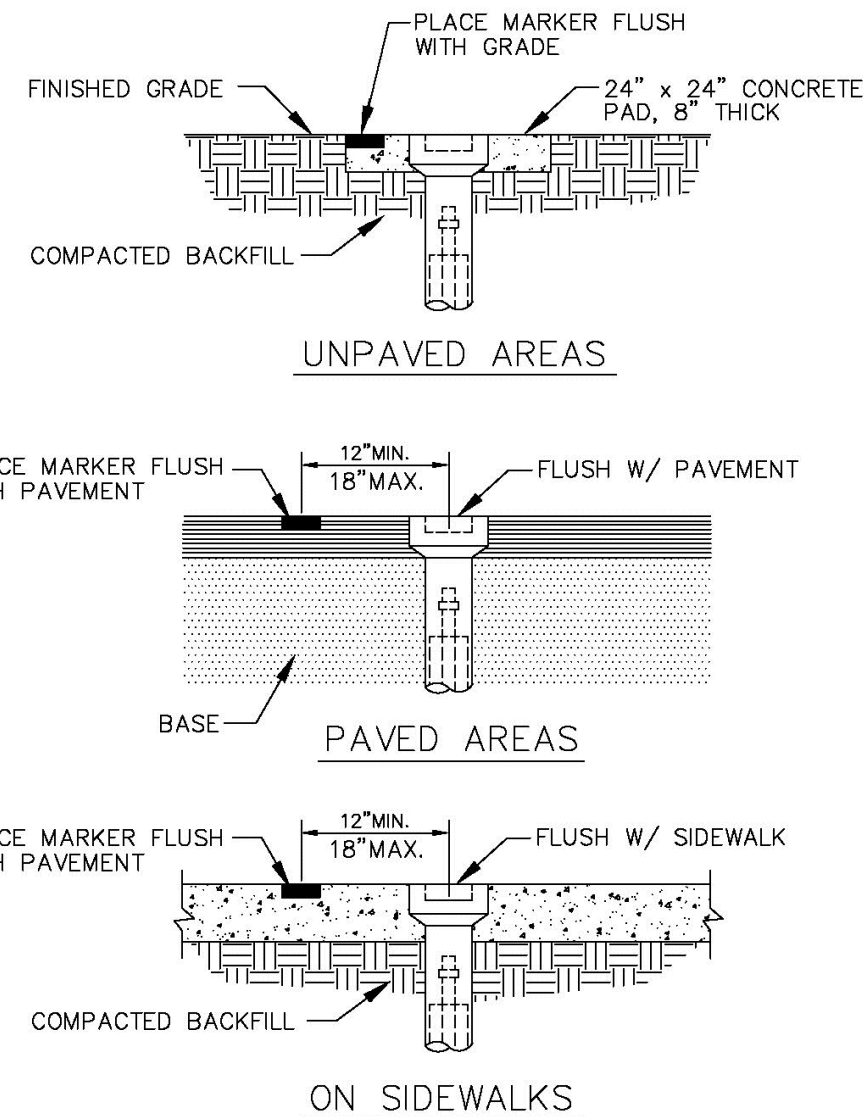 PLACE MARKER FLUSH
WITH GRADE
FINISHED GRADE
24" x 24" CONCRETE
PAD, 8" THICK
COMPACTED BACKFILL
UNPAVED AREAS
CE MARKER FLUSH
H PAVEMENT
12"MIN.
18"MAX.
FLUSH W/ PAVEMENT
BASE
PAVED AREAS
CE MARKER FLUSH
H PAVEMENT
12"MIN.
18"MAX.
FLUSH W/ SIDEWALK
COMPACTED BACKFILL
ON SIDEWALKS